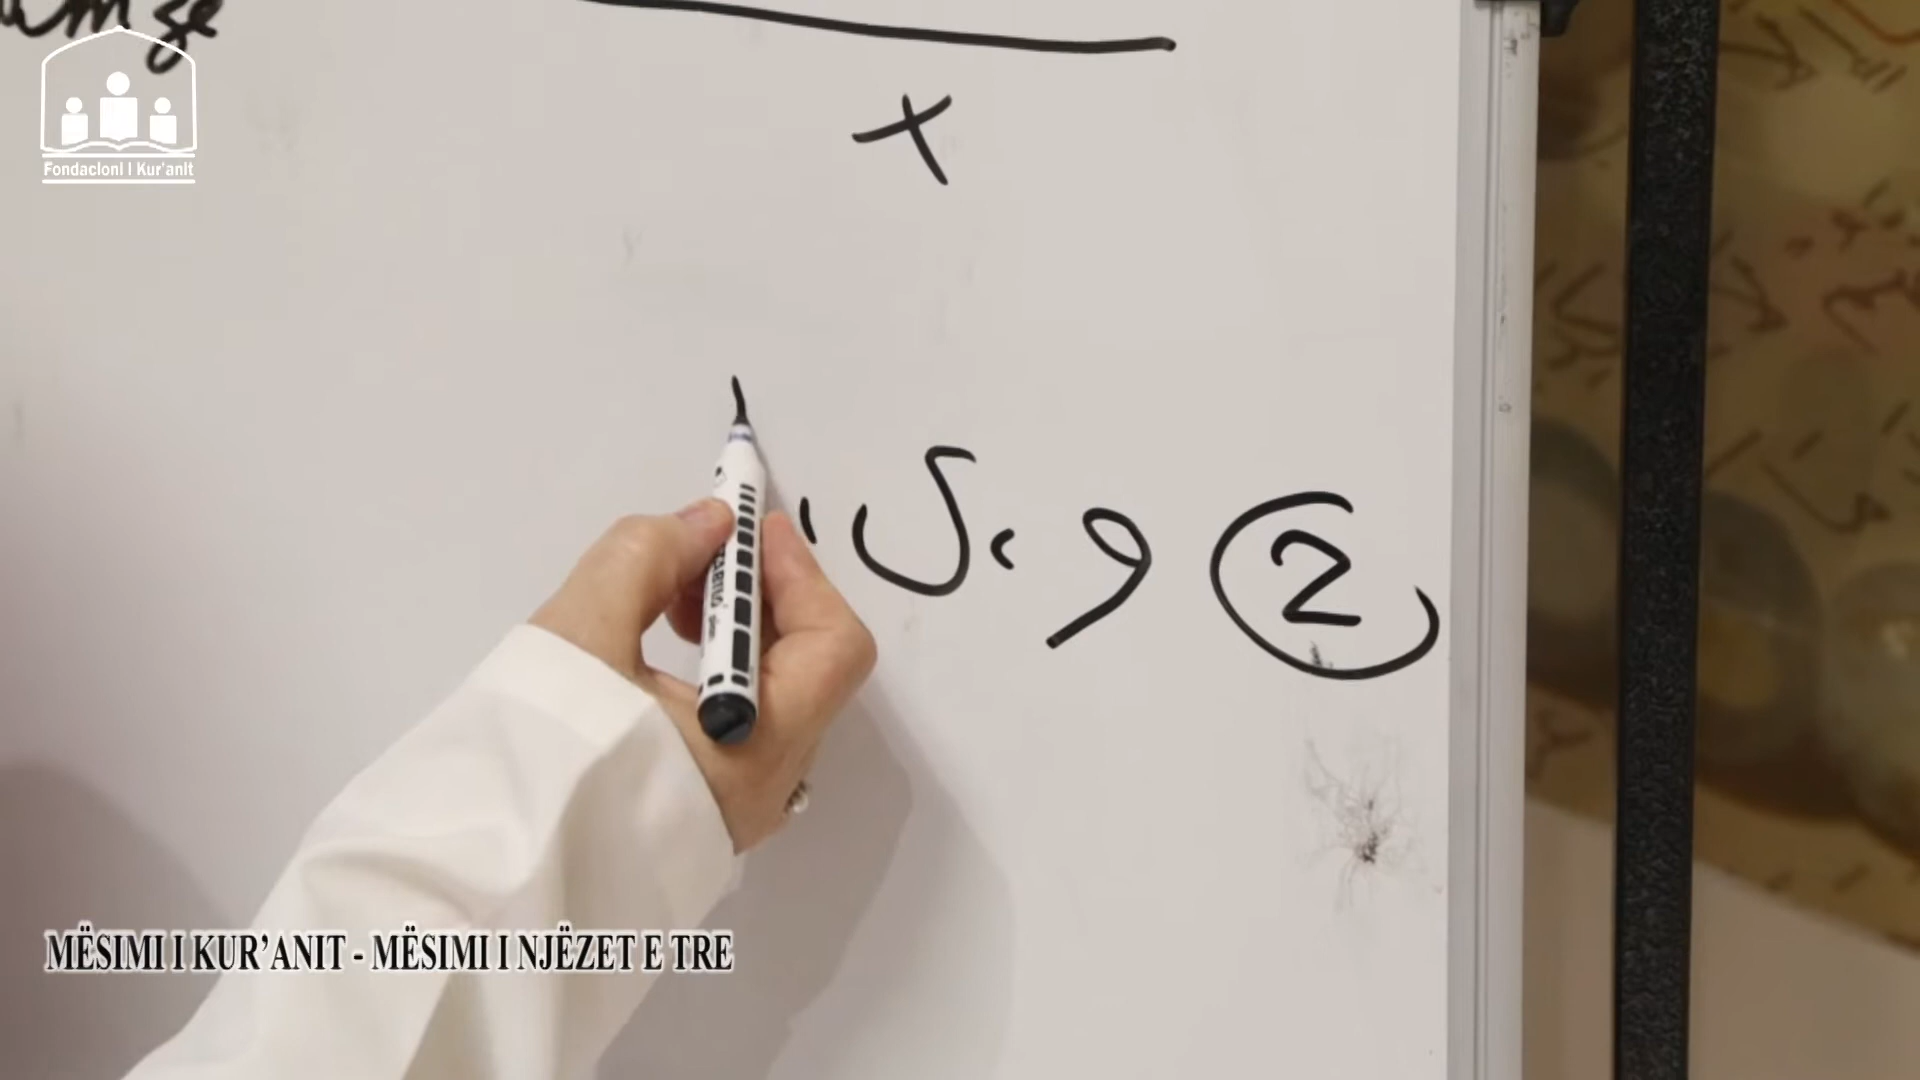 Fondacioni I Kur'anit
2 و ، ى ،
MËSIMI I KUR’ANIT - MËSIMI I NJËZET E TRE